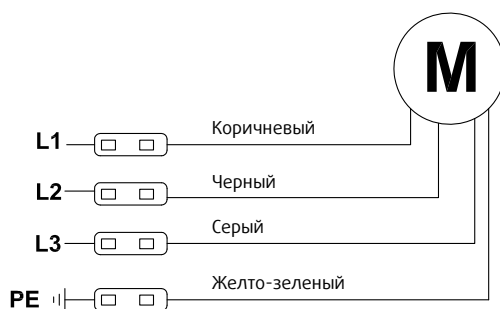 M
Коричневый
L1
Черный
L2
Серый
L3
Желто-зеленый
PE